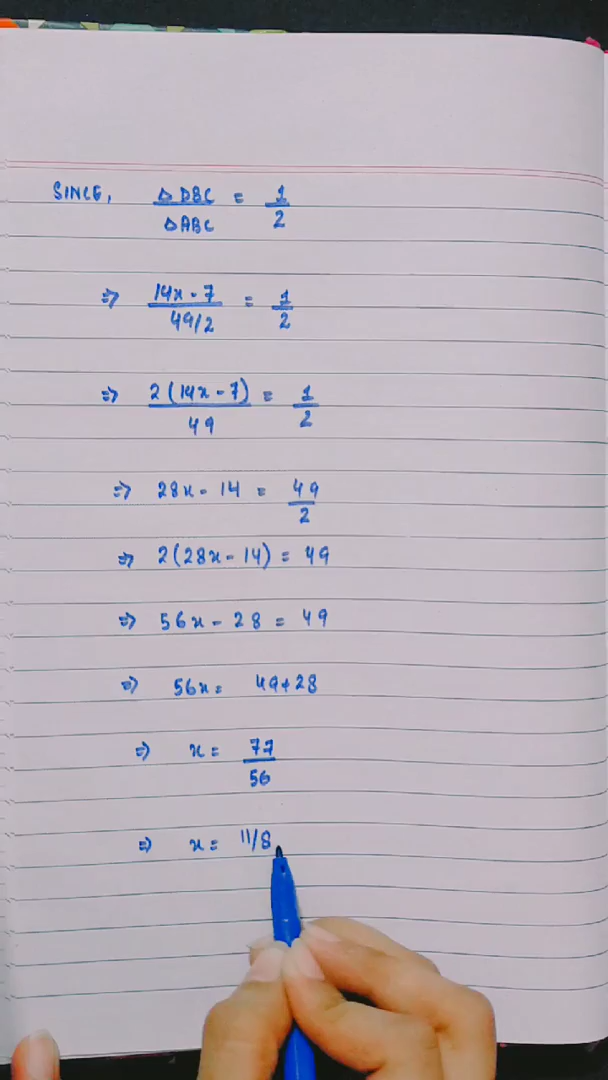 SINCE, ΔDBC/ΔABC = 1/2
⇒ (14x - 7)/(49/2) = 1/2
⇒ 2(14x - 7)/49 = 1/2
⇒ 28x - 14 = 49/2
⇒ 2(28x - 14) = 49
⇒ 56x - 28 = 49
⇒ 56x = 49+28
⇒ x = 77/56
⇒ x = 11/8